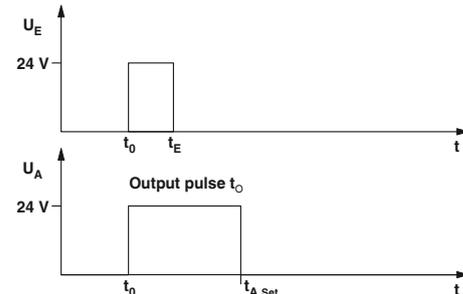 U_E
24 V
t_0 t_E t
U_A
Output pulse t_O
24 V
t_0 t_A Set t